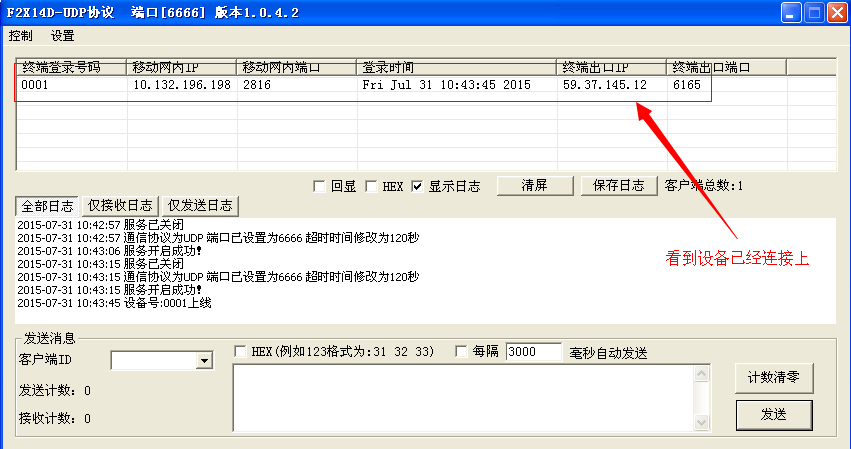 F2X14D-UDP协议 端口[6666] 版本1.0.4.2
控制 设置
终端登录号码 移动网内IP 移动网内端口 登录时间 终端出口IP 终端出口端口
0001 10.132.196.198 2816 Fri Jul 31 10:43:45 2015 59.37.145.12 6165
回显 HEX 显示日志 清屏 保存日志 客户端总数:1
全部日志 仅接收日志 仅发送日志
2015-07-31 10:42:57 服务已关闭
2015-07-31 10:42:57 通信协议为UDP 端口已设置为6666 超时时间修改为120秒
2015-07-31 10:43:06 服务开启成功!
2015-07-31 10:43:15 服务已关闭
2015-07-31 10:43:15 通信协议为UDP 端口已设置为6666 超时时间修改为120秒
2015-07-31 10:43:15 服务开启成功!
2015-07-31 10:43:45 设备号:0001上线
看到设备已经连接上
发送消息
客户端ID HEX(例如123格式为:31 32 33) 每隔 3000 毫秒自动发送
发送计数: 0 计数清零
接收计数: 0 发送